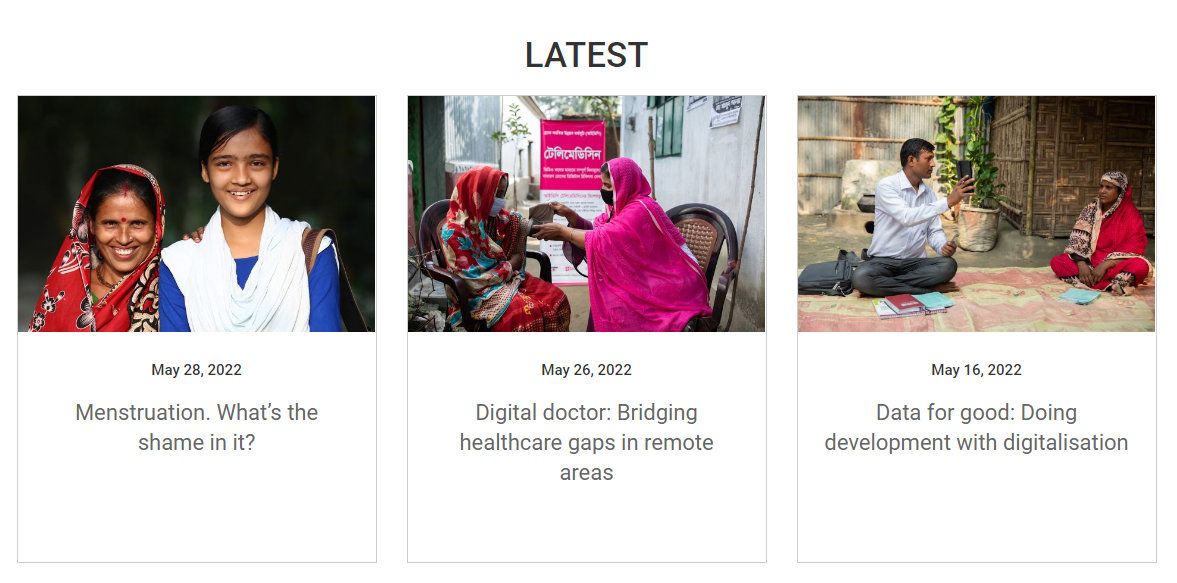 LATEST
টেলিমেডিসিন
May 28, 2022
Menstruation. What’s the
shame in it?
May 26, 2022
Digital doctor: Bridging
healthcare gaps in remote
areas
May 16, 2022
Data for good: Doing
development with digitalisation